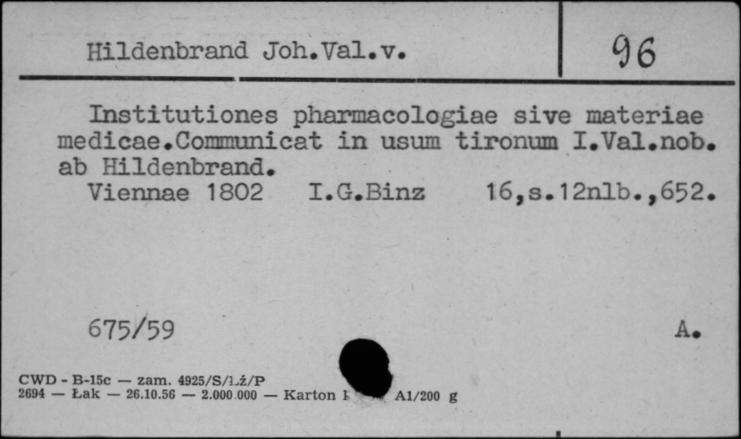 Hildenbrand Joh.Val.v.
96
Institutiones pharmacologiae sive materiae
medicae.Communicat in usum tironum I.Val.nob.
ab Hildenbrand.
Viennae 1802 I.G.Binz 16,s.12nlb.,652.
675/59 A.
CWD - B-15c — zam. 4925/S/Lż/P
2694 — Łak — 26.10.56 — 2.000.000 — Karton A1/200 g